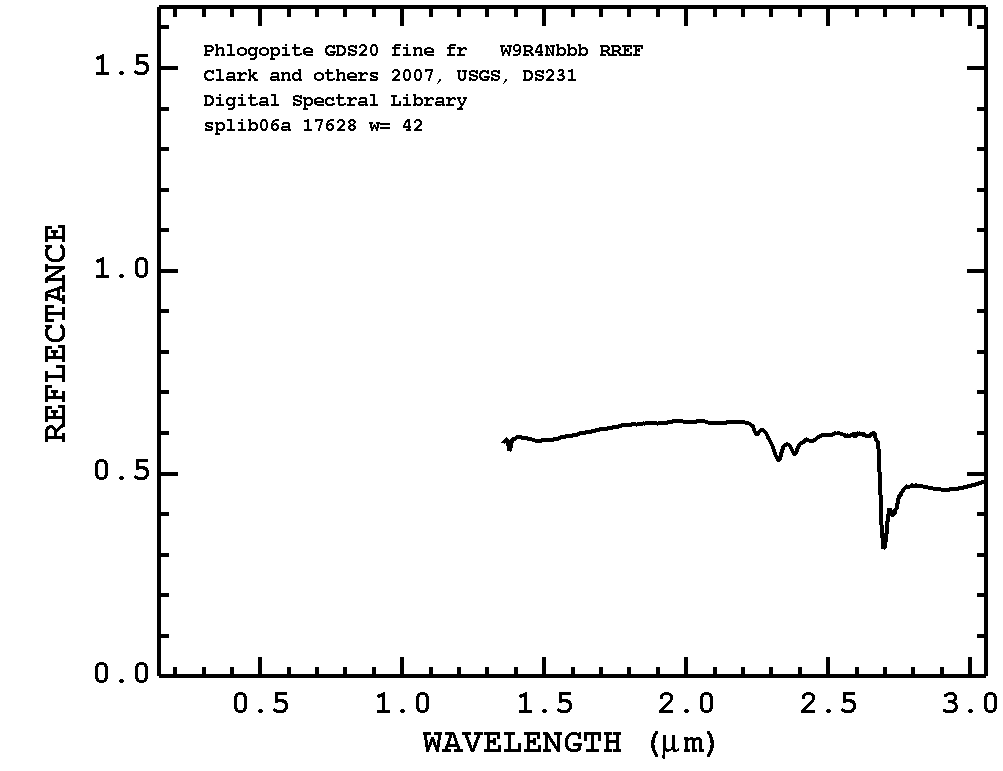 Phlogopite GDS20 fine fr   W9R4Nbbb RREF
Clark and others 2007, USGS, DS231
Digital Spectral Library
splib06a 17628 w= 42
1.5
1.0
0.5
0.0
REFLECTANCE
0.5 1.0 1.5 2.0 2.5 3.0
WAVELENGTH (μm)